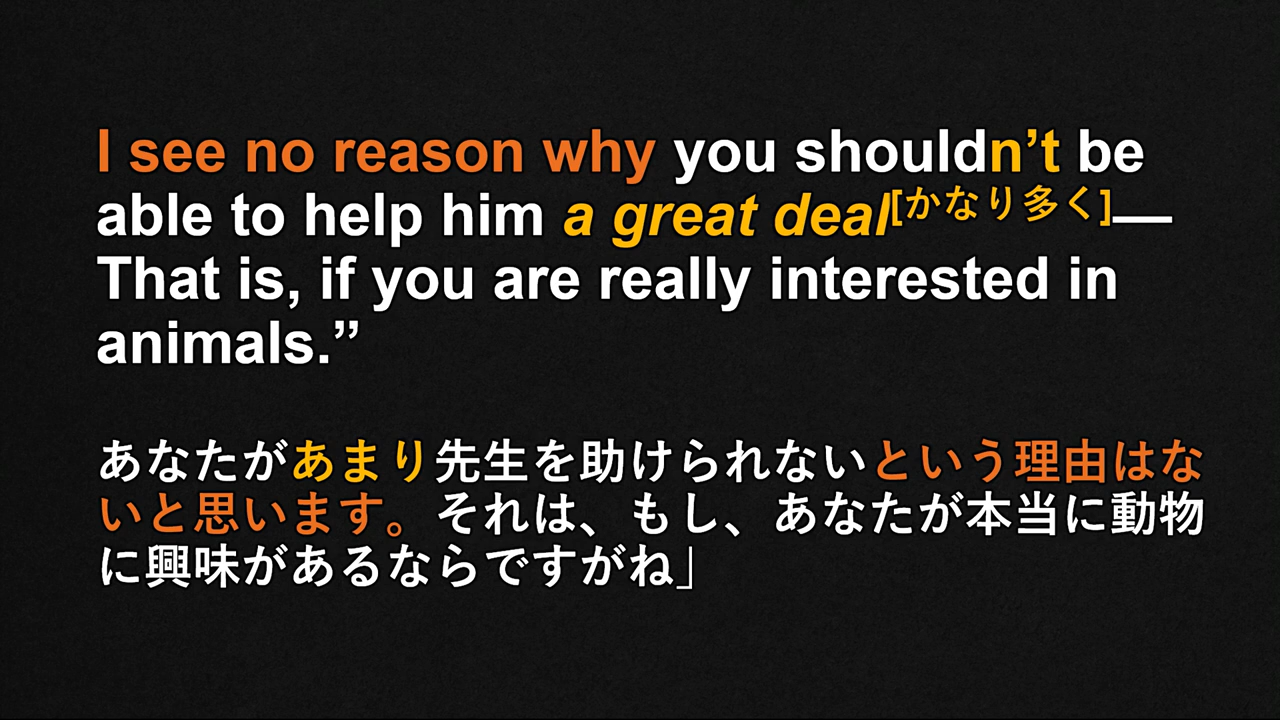 I see no reason why you shouldn’t be
able to help him a great deal[かなり多く]—
That is, if you are really interested in
animals.”
あなたがあまり先生を助けられないという理由はな
いと思います。それは、もし、あなたが本当に動物
に興味があるならですがね」